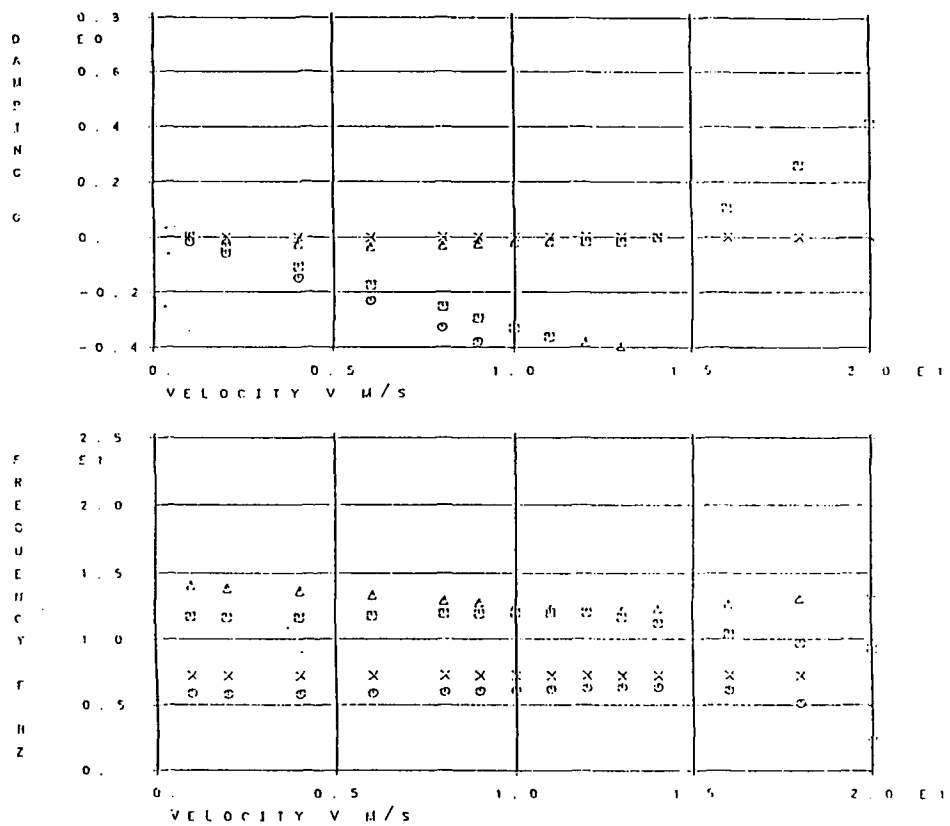 0.8
E0
0.6
0.4
0.2
0.
-0.2
-0.4
DAMPING G
0. 0.5 1.0 1.5 2.0 E1
VELOCITY V M/S
2.5
E1
2.0
1.5
1.0
0.5
0.
FREQUENCY F HZ
0. 0.5 1.0 1.5 2.0 E1
VELOCITY V M/S